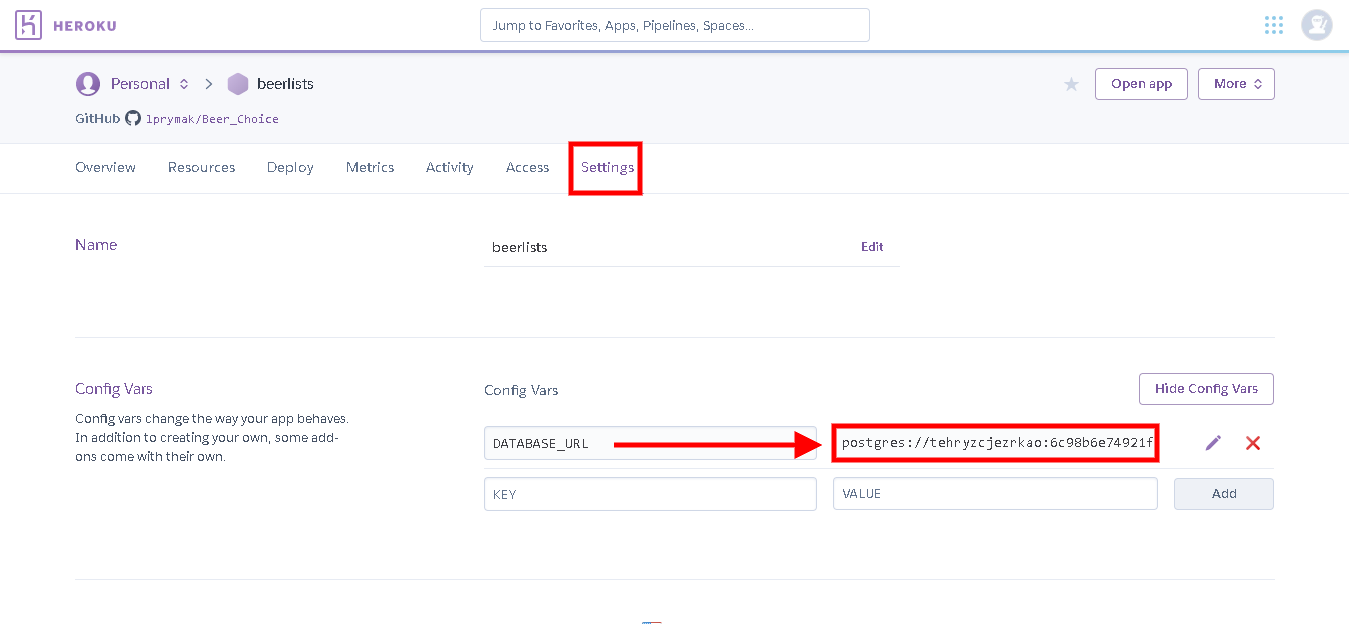 HEROKU
Jump to Favorites, Apps, Pipelines, Spaces...
Personal
beerlists
Open app
More
GitHub
lprymak/Beer_Choice
Overview
Resources
Deploy
Metrics
Activity
Access
Settings
Name
beerlists
Edit
Config Vars
Config vars change the way your app behaves.
In addition to creating your own, some add-
ons come with their own.
Config Vars
Hide Config Vars
DATABASE_URL
postgres://tehryzcjezrkao:6c98b6e74921f
KEY
VALUE
Add